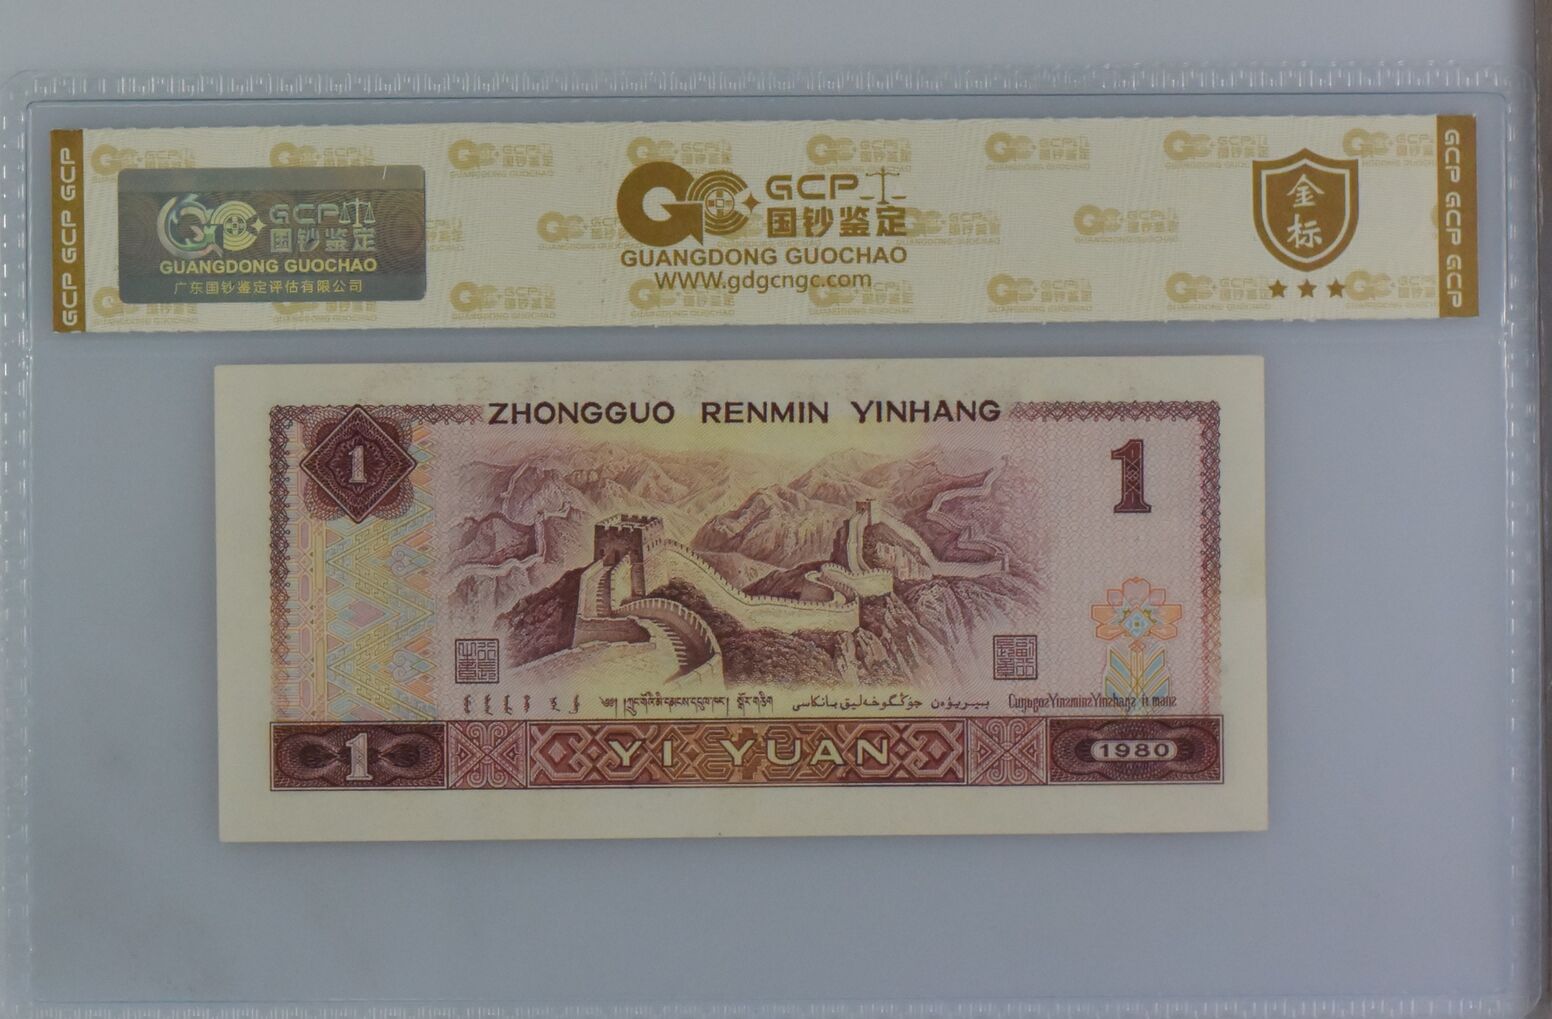 GCP GCP GCP
GCP
国钞鉴定
GUANGDONG GUOCHAO
广东国钞鉴定评估有限公司
GCP
国钞鉴定
GUANGDONG GUOCHAO
WWW.gdgcngc.com
金
标
GCP GCP GCP
ZHONGGUO RENMIN YINHANG
1
1
1
YI YUAN
1980